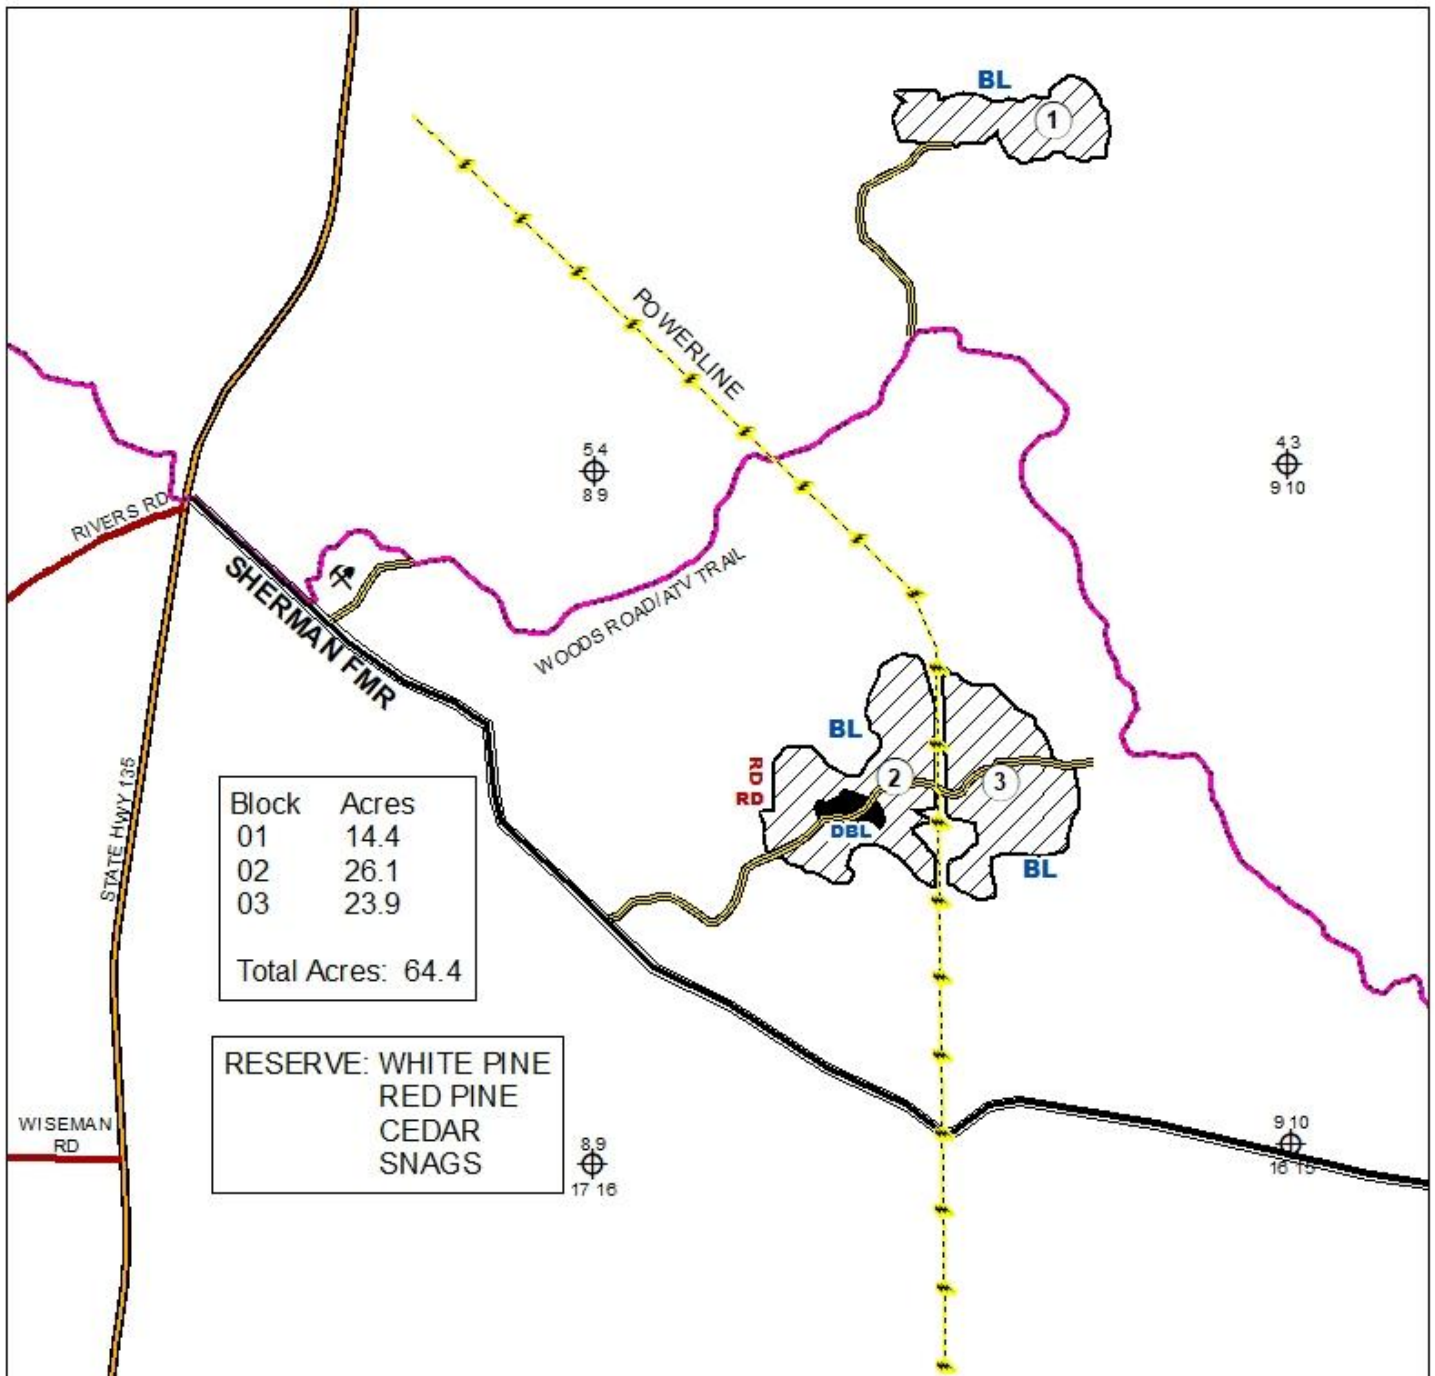 BL
1
POWERLINE
5 4
8 9
4 3
9 10
RIVERS RD
SHERMAN FMR
WOODS ROAD/ATV TRAIL
BL
RD
RD
2
3
DBL
BL
STATE HWY 135
Block Acres
01 14.4
02 26.1
03 23.9
Total Acres: 64.4
RESERVE: WHITE PINE
RED PINE
CEDAR
SNAGS
WISEMAN
RD
8 9
17 16
9 10
16 15